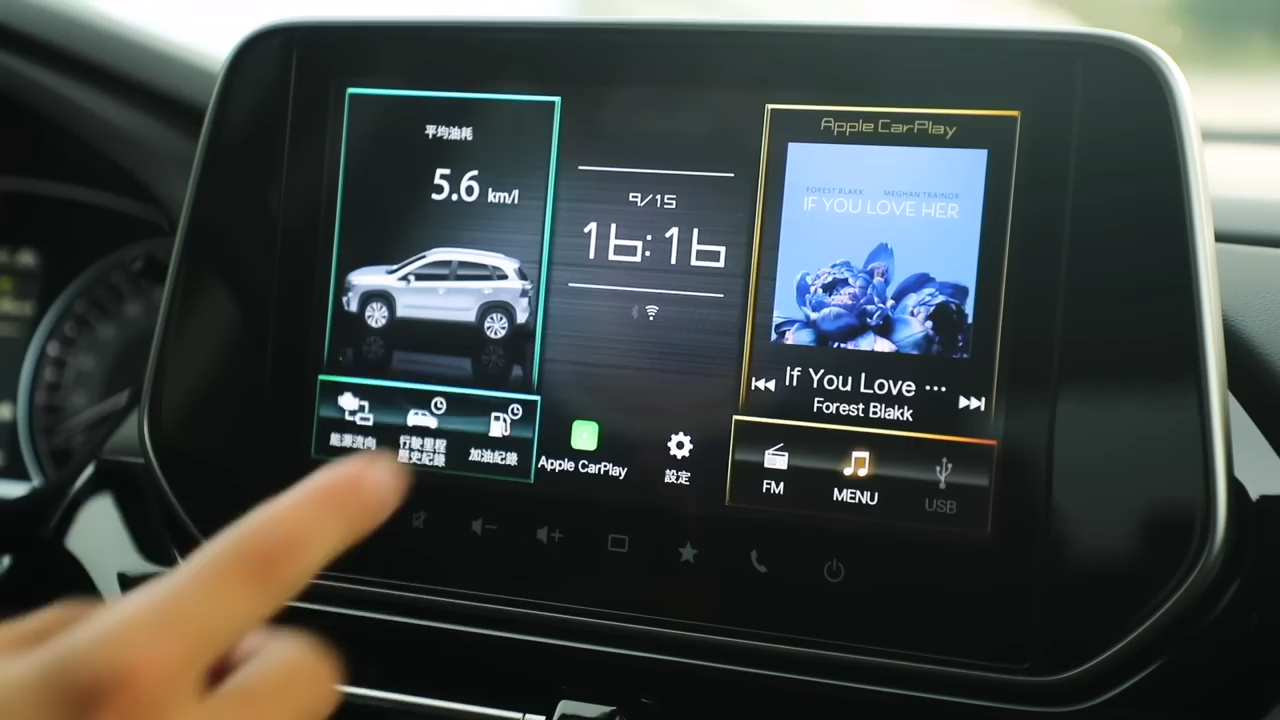 平均油耗
5.6 km/l
能源流向
行駛里程
歷史紀錄
加油紀錄
9/15
16:16
Apple CarPlay
設定
Apple CarPlay
FOREST BLAKK MEGHAN TRAINOR
IF YOU LOVE HER
If You Love ...
Forest Blakk
FM
MENU
USB